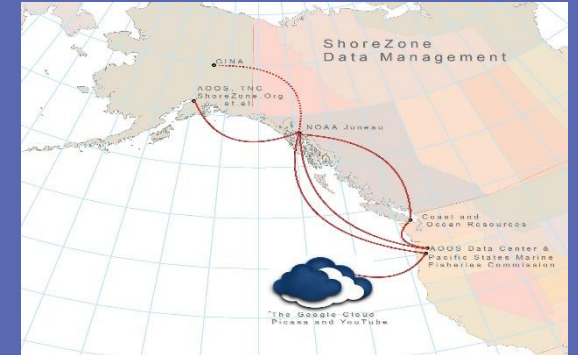 ShoreZone
Data Management
GINA
AOOS, TNC
ShoreZone.Org
et al
NOAA Juneau
Coast and
Ocean Resources
AOOS Data Center &
Pacific States Marine
Fisheries Commission
The Google Cloud
Picasa and YouTube